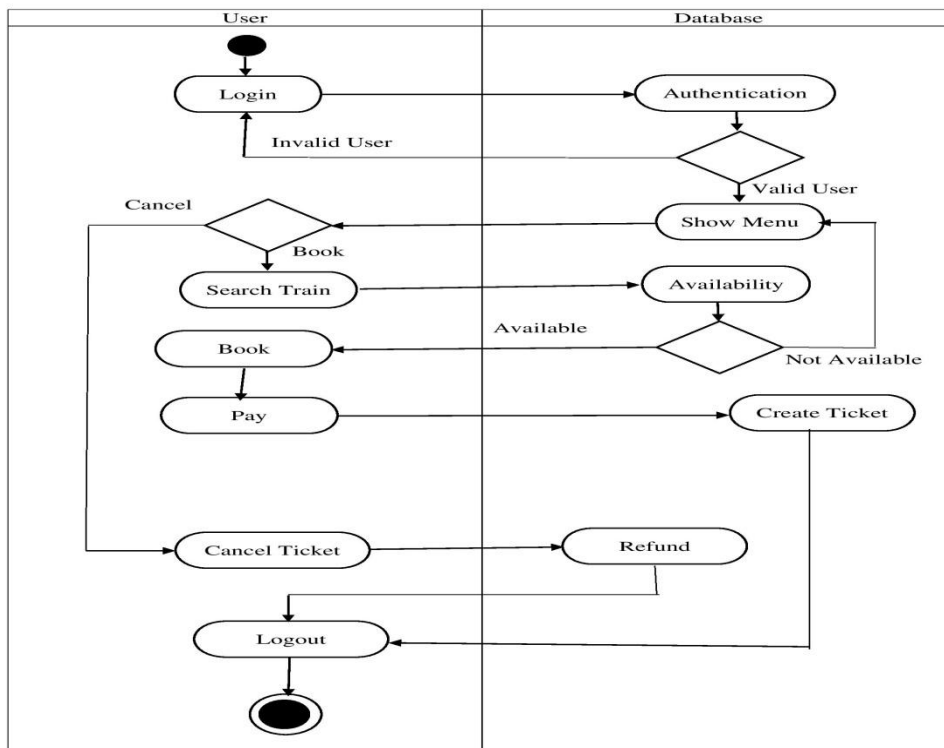 User
Database
Login
Authentication
Invalid User
Valid User
Cancel
Show Menu
Book
Search Train
Availability
Available
Book
Not Available
Pay
Create Ticket
Cancel Ticket
Refund
Logout